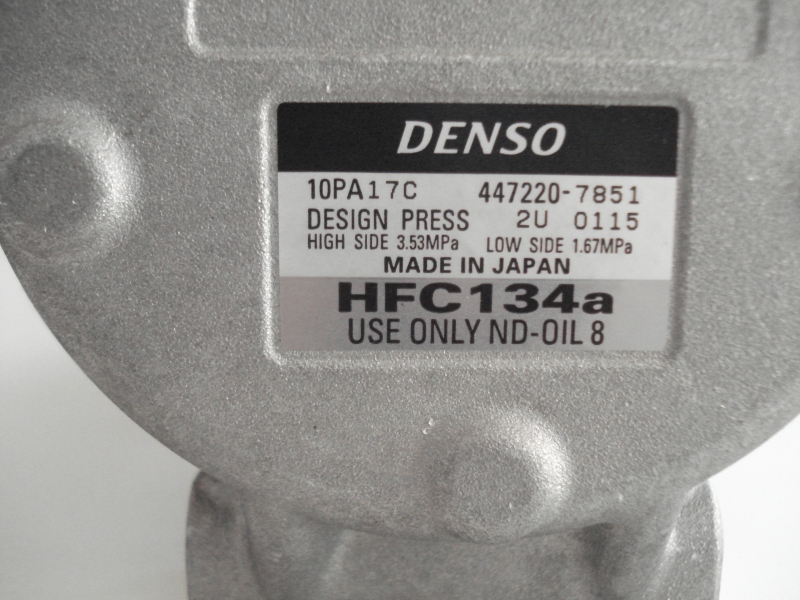 DENSO
10PA17C 447220-7851
DESIGN PRESS 2U 0115
HIGH SIDE 3.53MPa LOW SIDE 1.67MPa
MADE IN JAPAN
HFC134a
USE ONLY ND-OIL 8